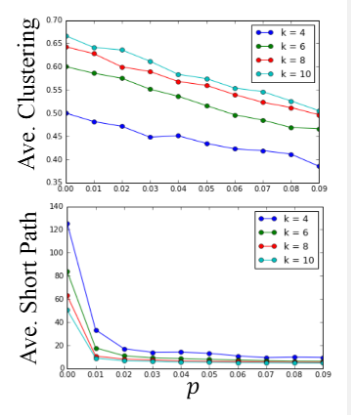 Ave. Clustering
0.70
0.65
0.60
0.55
0.50
0.45
0.40
0.35
k = 4
k = 6
k = 8
k = 10
0.00 0.01 0.02 0.03 0.04 0.05 0.06 0.07 0.08 0.09
Ave. Short Path
140
120
100
80
60
40
20
0
k = 4
k = 6
k = 8
k = 10
0.00 0.01 0.02 0.03 0.04 0.05 0.06 0.07 0.08 0.09
p